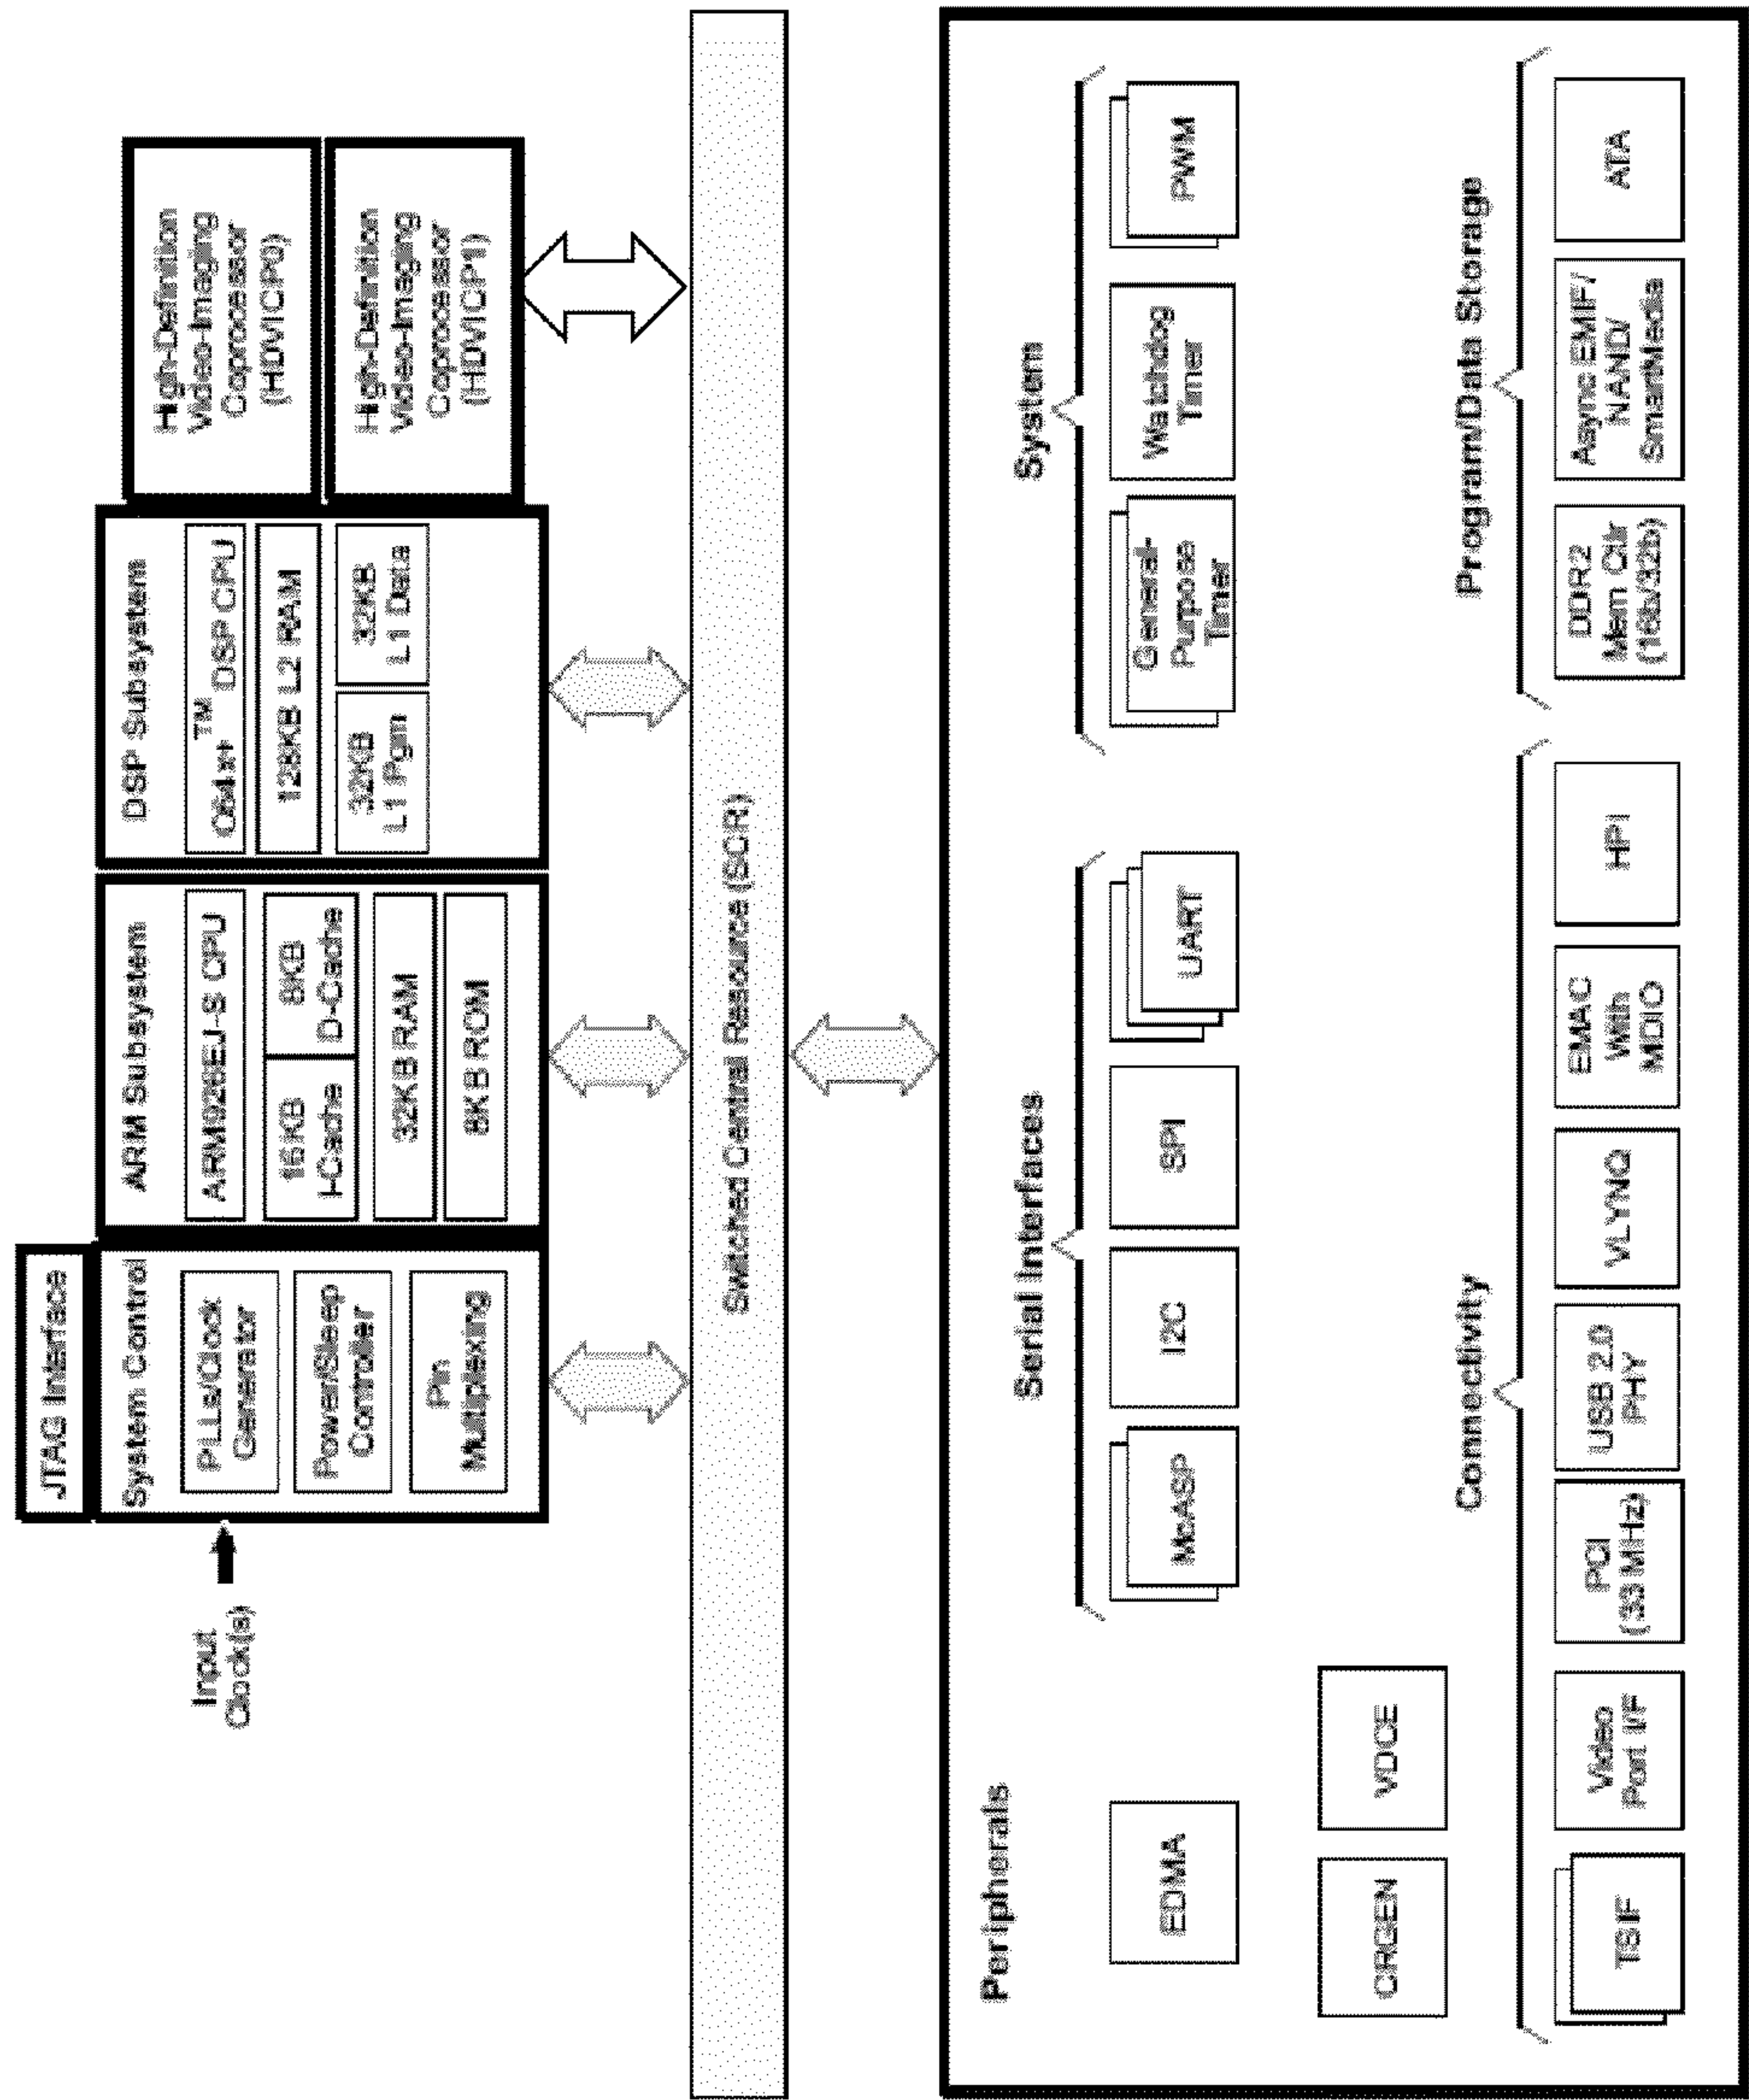 JTAG Interface
Input
Clock(s)
System Control
PLLs/Clock
Generator
Power/Sleep
Controller
Pin
Multiplexing
ARM Subsystem
ARM926EJ-S CPU
16KB
I-Cache
8KB
D-Cache
32KB RAM
8KB ROM
DSP Subsystem
C64x+™ DSP CPU
128KB L2 RAM
32KB
L1 Pgm
32KB
L1 Data
High-Definition
Video-Imaging
Coprocessor
(HDVICP0)
High-Definition
Video-Imaging
Coprocessor
(HDVICP1)
Switched Central Resource (SCR)
Peripherals
EDMA
CRGEN
VDCE
Serial Interfaces
McASP
I2C
SPI
UART
System
General-
Purpose
Timer
Watchdog
Timer
PWM
Connectivity
TSIF
Video
Port I/F
PCI
(33 MHz)
USB 2.0
PHY
VLYNQ
EMAC
With
MDIO
HPI
Program/Data Storage
DDR2
Mem Ctlr
(16b/32b)
Async EMIF/
NAND/
SmartMedia
ATA